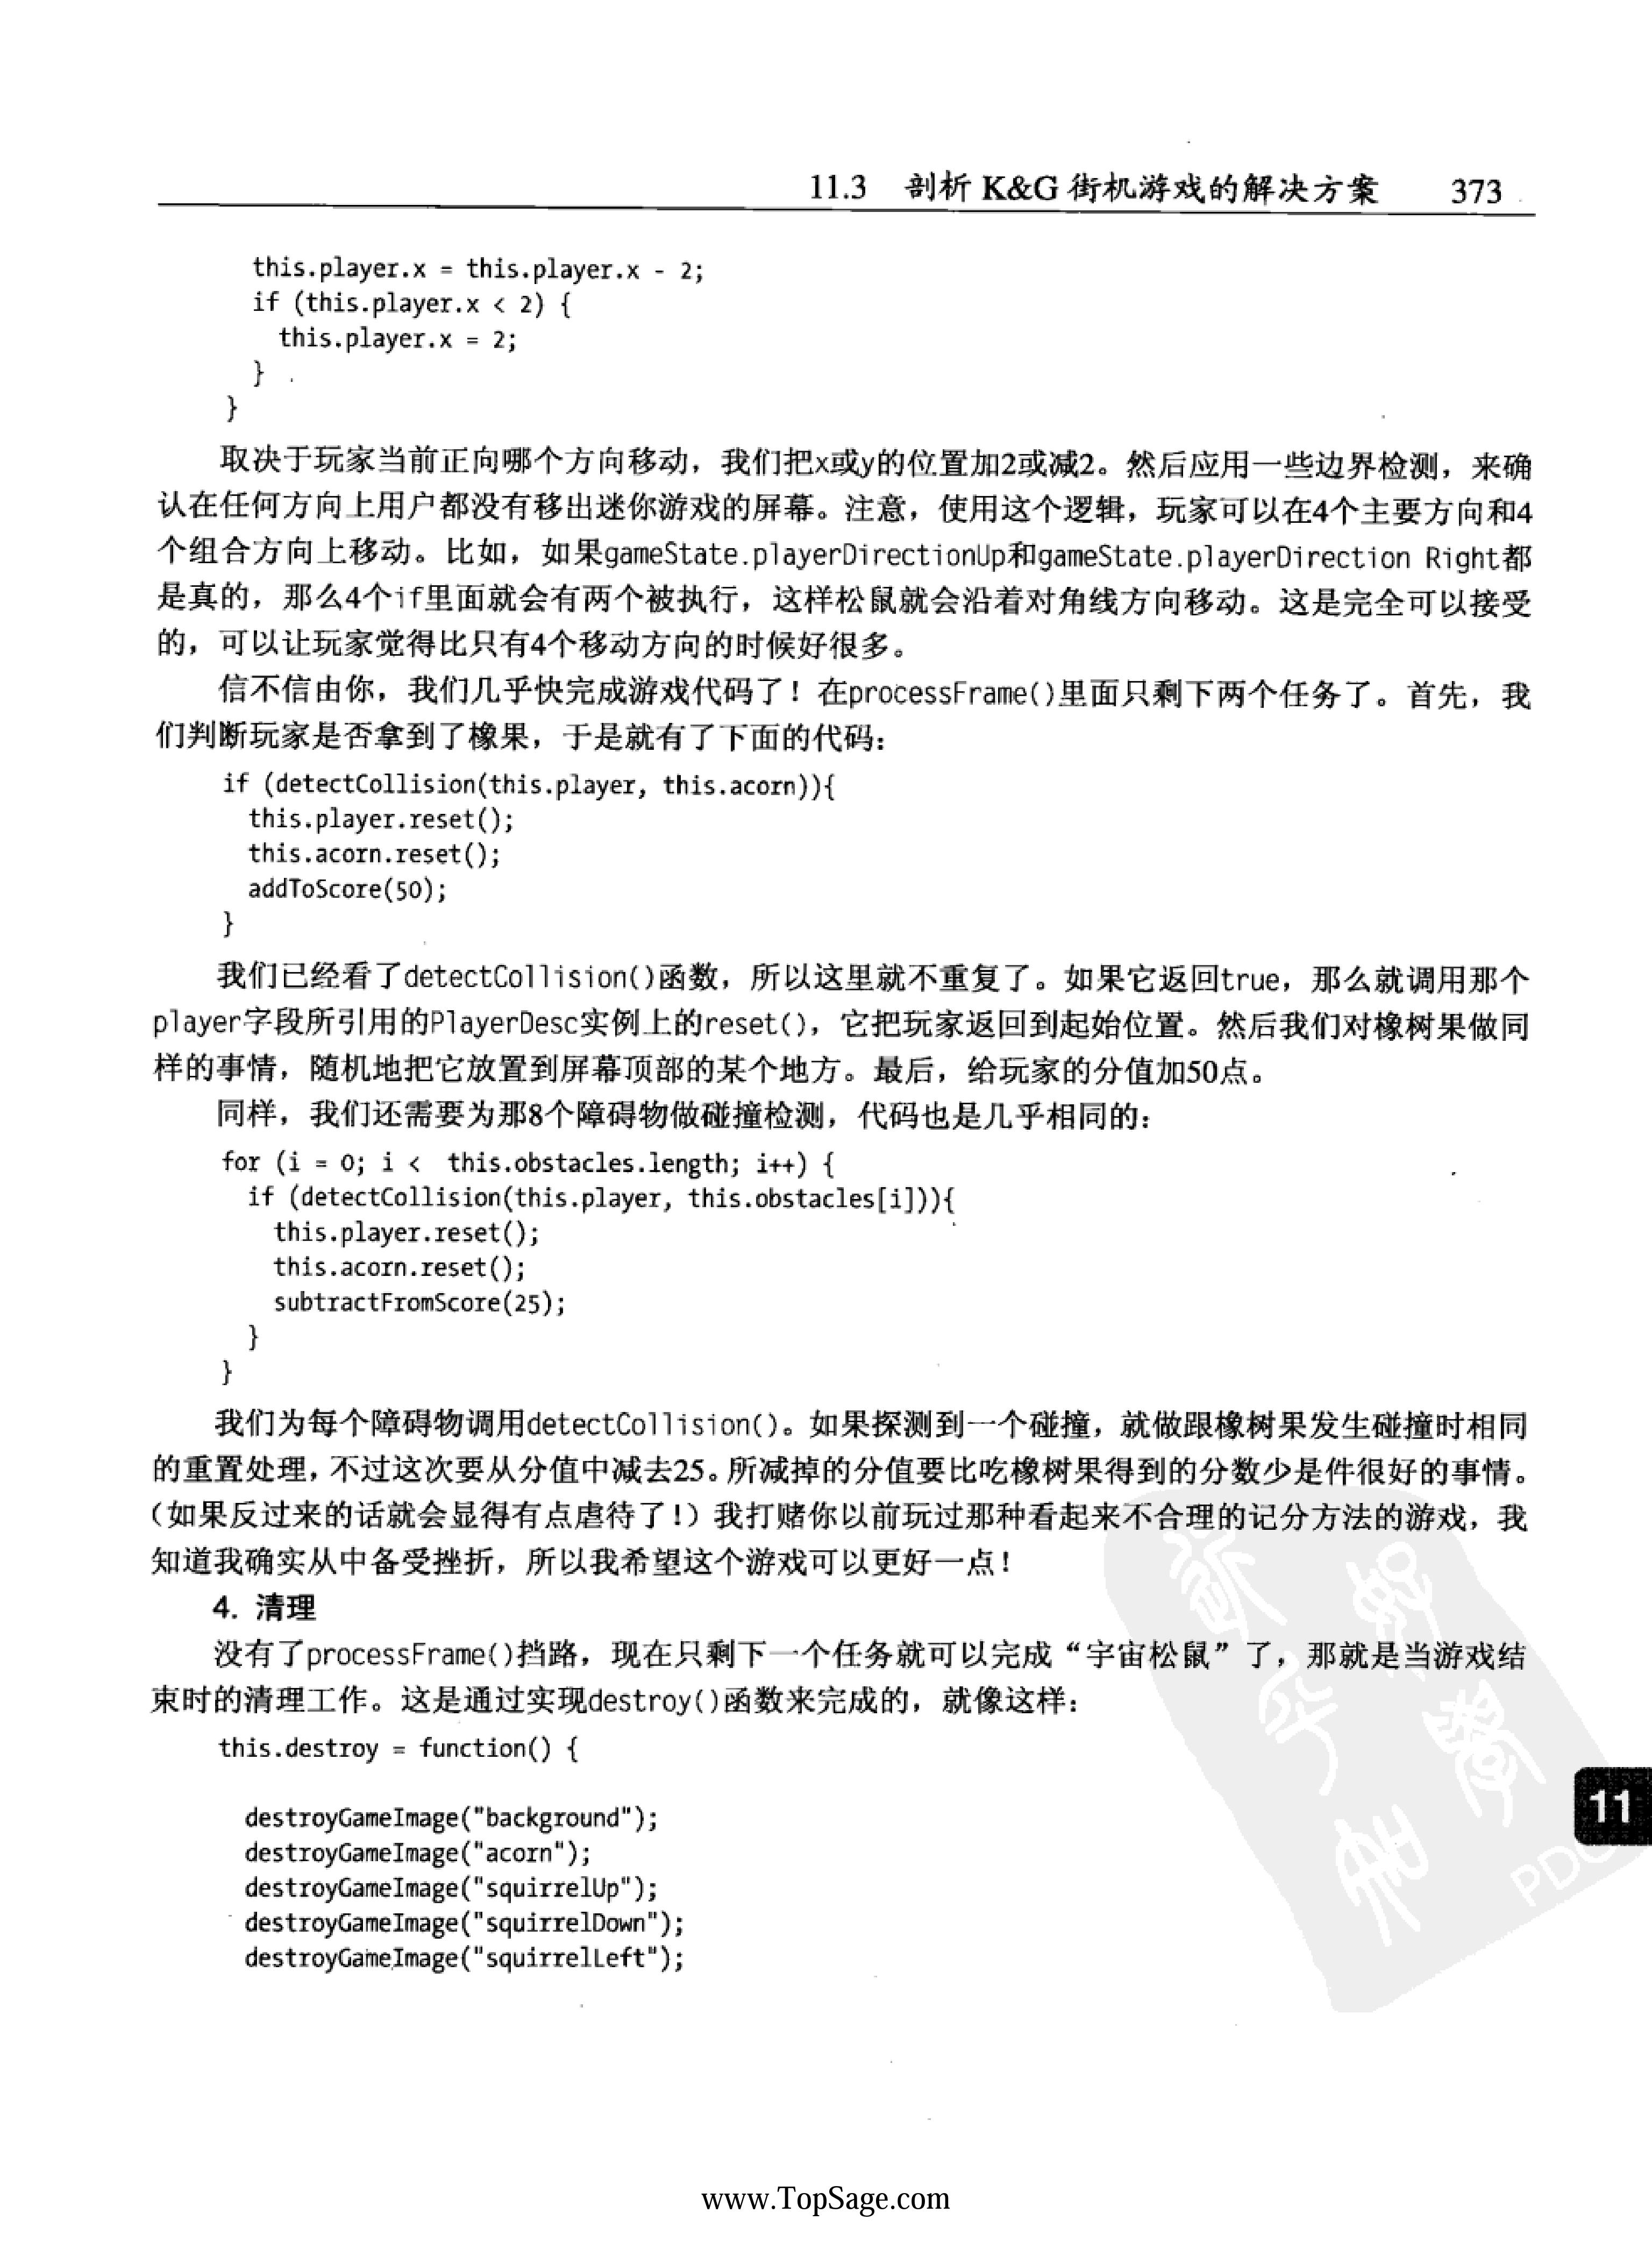 11.3 剖析 K&G 街机游戏的解决方案 373
this.player.x = this.player.x - 2;
if (this.player.x < 2) {
this.player.x = 2;
}
}
取决于玩家当前正向哪个方向移动，我们把x或y的位置加2或减2。然后应用一些边界检测，来确
认在任何方向上用户都没有移出迷你游戏的屏幕。注意，使用这个逻辑，玩家可以在4个主要方向和4
个组合方向上移动。比如，如果gameState.playerDirectionUp和gameState.playerDirection Right都
是真的，那么4个if里面就会有两个被执行，这样松鼠就会沿着对角线方向移动。这是完全可以接受
的，可以让玩家觉得比只有4个移动方向的时候好很多。
信不信由你，我们几乎快完成游戏代码了！在processFrame()里面只剩下两个任务了。首先，我
们判断玩家是否拿到了橡果，于是就有了下面的代码：
if (detectCollision(this.player, this.acorn)){
this.player.reset();
this.acorn.reset();
addToScore(50);
}
我们已经看了detectCollision()函数，所以这里就不重复了。如果它返回true，那么就调用那个
player字段所引用的PlayerDesc实例上的reset()，它把玩家返回到起始位置。然后我们对橡树果做同
样的事情，随机地把它放置到屏幕顶部的某个地方。最后，给玩家的分值加50点。
同样，我们还需要为那8个障碍物做碰撞检测，代码也是几乎相同的：
for (i = 0; i < this.obstacles.length; i++) {
if (detectCollision(this.player, this.obstacles[i])){
this.player.reset();
this.acorn.reset();
subtractFromScore(25);
}
}
我们为每个障碍物调用detectCollision()。如果探测到一个碰撞，就做跟橡树果发生碰撞时相同
的重置处理，不过这次要从分值中减去25。所减掉的分值要比吃橡树果得到的分数少是件很好的事情。
（如果反过来的话就会显得有点虐待了！）我打赌你以前玩过那种看起来不合理的记分方法的游戏，我
知道我确实从中备受挫折，所以我希望这个游戏可以更好一点！
4. 清理
没有了processFrame()挡路，现在只剩下一个任务就可以完成“宇宙松鼠”了，那就是当游戏结
束时的清理工作。这是通过实现destroy()函数来完成的，就像这样：
this.destroy = function() {
destroyGameImage("background");
destroyGameImage("acorn");
destroyGameImage("squirrelUp");
destroyGameImage("squirrelDown");
destroyGameImage("squirrelLeft");
11
www.TopSage.com